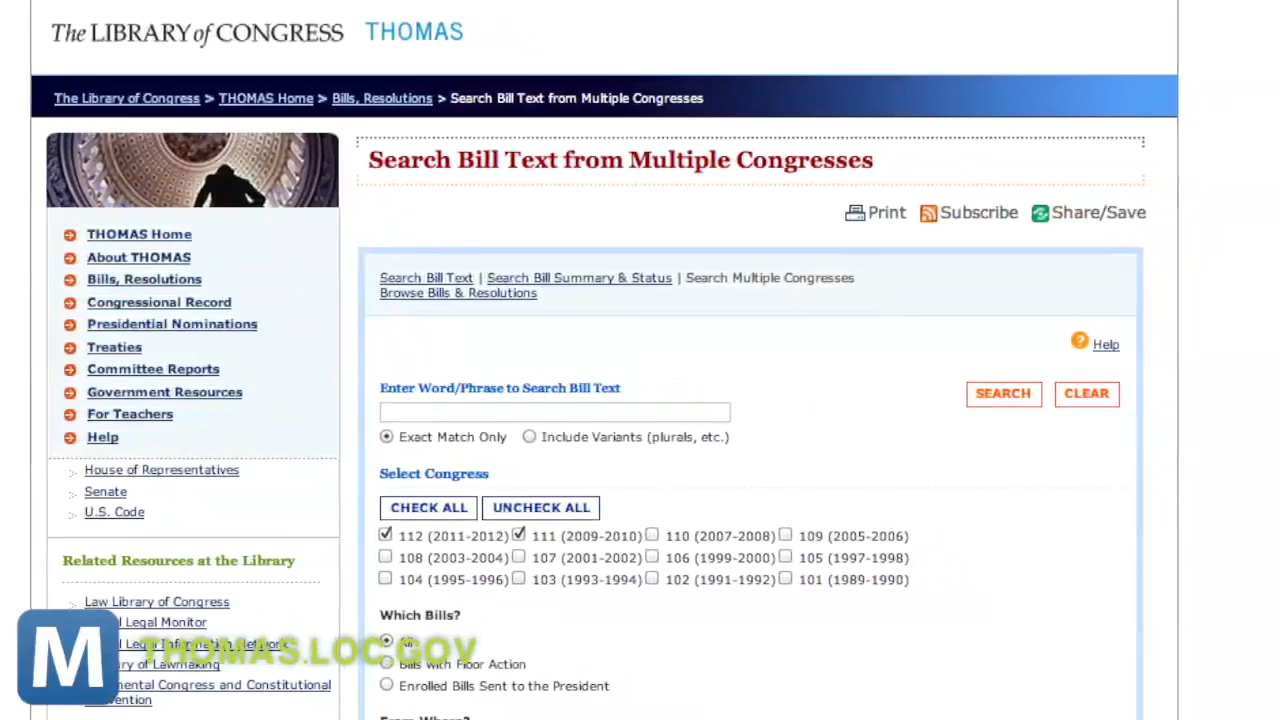 The LIBRARY of CONGRESS THOMAS
The Library of Congress > THOMAS Home > Bills, Resolutions > Search Bill Text from Multiple Congresses
Search Bill Text from Multiple Congresses
Print Subscribe Share/Save
THOMAS Home
About THOMAS
Bills, Resolutions
Congressional Record
Presidential Nominations
Treaties
Committee Reports
Government Resources
For Teachers
Help
House of Representatives
Senate
U.S. Code
Related Resources at the Library
Law Library of Congress
Legal Monitor
Legal Information Network
of Lawmaking
Congress and Constitutional
Search Bill Text | Search Bill Summary & Status | Search Multiple Congresses
Browse Bills & Resolutions
Help
Enter Word/Phrase to Search Bill Text
SEARCH CLEAR
Exact Match Only Include Variants (plurals, etc.)
Select Congress
CHECK ALL UNCHECK ALL
112 (2011-2012) 111 (2009-2010) 110 (2007-2008) 109 (2005-2006)
108 (2003-2004) 107 (2001-2002) 106 (1999-2000) 105 (1997-1998)
104 (1995-1996) 103 (1993-1994) 102 (1991-1992) 101 (1989-1990)
Which Bills?
All
Bills with Floor Action
Enrolled Bills Sent to the President
From Where?
M THOMAS.LOC.GOV